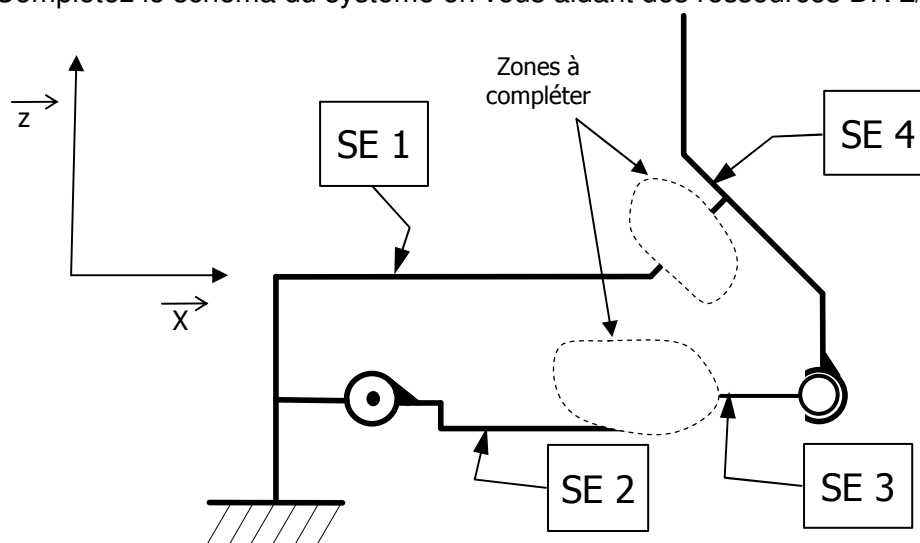 Complétez le schéma du système en vous aidant des ressources DR 2/
Zones à
compléter
z
SE 1
SE 4
X
SE 2
SE 3